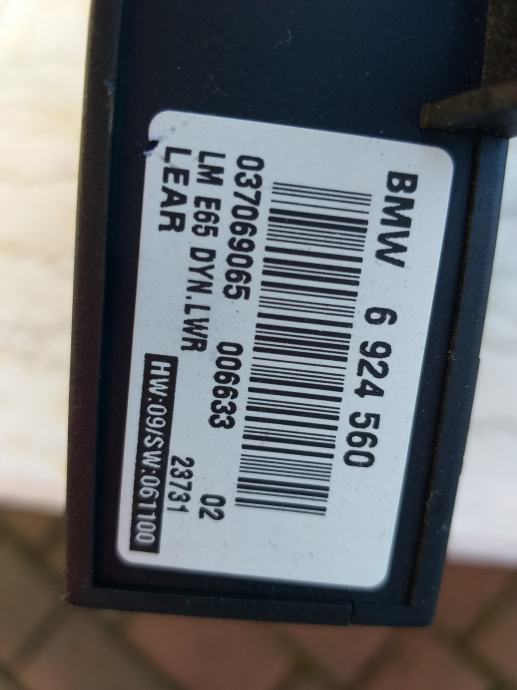 BMW 6 924 560
037069065 006633 02
LM E65 DYN.LWR 23731
LEAR HW:09/SW:061100